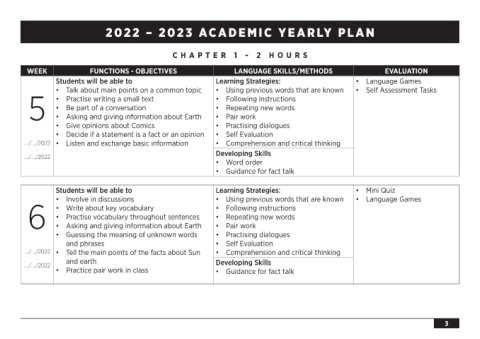 2022 – 2023 ACADEMIC YEARLY PLAN
CHAPTER 1 - 2 HOURS
WEEK FUNCTIONS - OBJECTIVES LANGUAGE SKILLS/METHODS EVALUATION
5
../../2022
../../2022
Students will be able to
• Talk about main points on a common topic
• Practise writing a small text
• Be part of a conversation
• Asking and giving information about Earth
• Give opinions about Comics
• Decide if a statement is a fact or an opinion
• Listen and exchange basic information
Learning Strategies:
• Using previous words that are known
• Following instructions
• Repeating new words
• Pair work
• Practising dialogues
• Self Evaluation
• Comprehension and critical thinking
Developing Skills
• Word order
• Guidance for fact talk
• Language Games
• Self Assessment Tasks
6
../../2022
../../2022
Students will be able to
• Involve in discussions
• Write about key vocabulary
• Practise vocabulary throughout sentences
• Asking and giving information about Earth
• Guessing the meaning of unknown words
and phrases
• Tell the main points of the facts about Sun
and earth
• Practice pair work in class
Learning Strategies:
• Using previous words that are known
• Following instructions
• Repeating new words
• Pair work
• Practising dialogues
• Self Evaluation
• Comprehension and critical thinking
Developing Skills
• Guidance for fact talk
• Mini Quiz
• Language Games
3